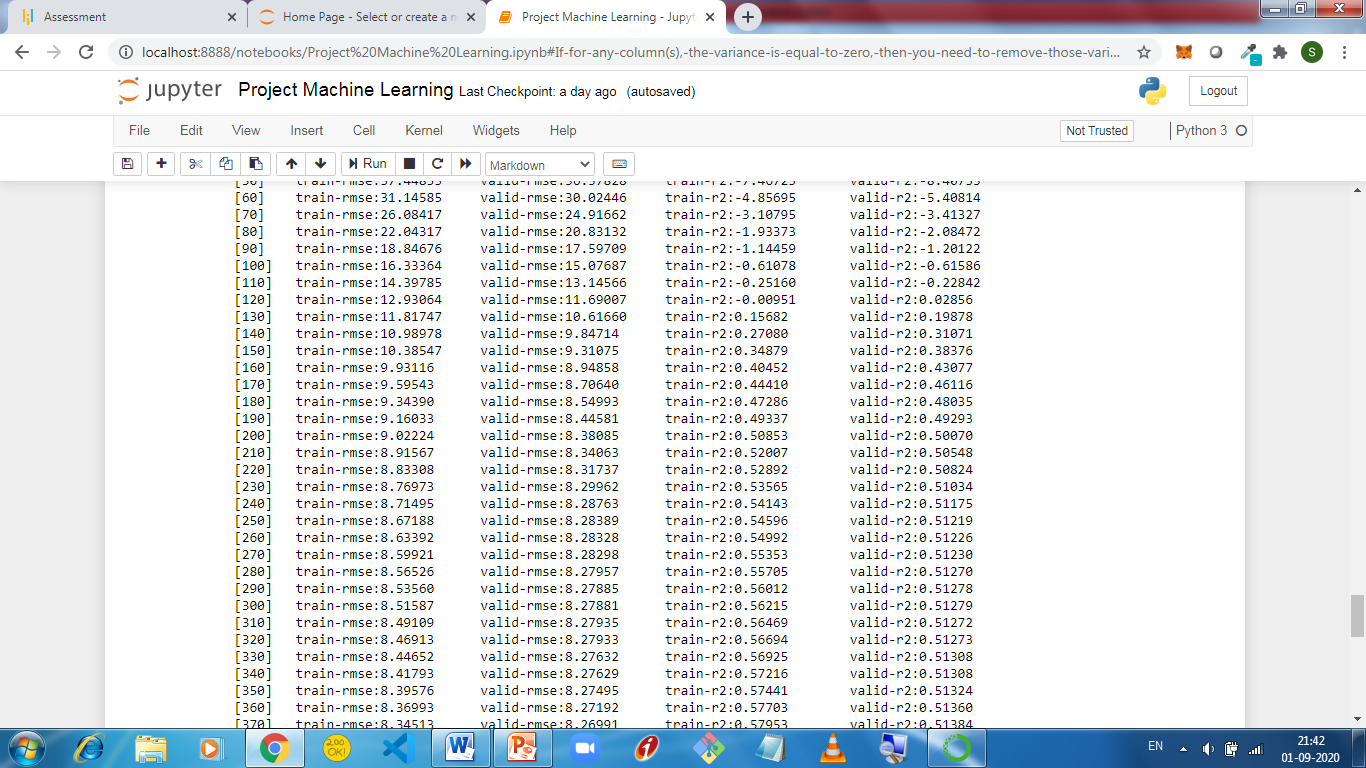 Assessment
Home Page - Select or create a n
Project Machine Learning - Jupyt
localhost:8888/notebooks/Project%20Machine%20Learning.ipynb#If-for-any-column(s),-the-variance-is-equal-to-zero,-then-you-need-to-remove-those-vari...
S
jupyter Project Machine Learning Last Checkpoint: a day ago (autosaved)
Logout
File Edit View Insert Cell Kernel Widgets Help
Not Trusted
Python 3
Run
Markdown
[60] train-rmse:31.14585 valid-rmse:30.02446 train-r2:-4.85695 valid-r2:-5.40814
[70] train-rmse:26.08417 valid-rmse:24.91662 train-r2:-3.10795 valid-r2:-3.41327
[80] train-rmse:22.04317 valid-rmse:20.83132 train-r2:-1.93373 valid-r2:-2.08472
[90] train-rmse:18.84676 valid-rmse:17.59709 train-r2:-1.14459 valid-r2:-1.20122
[100] train-rmse:16.33364 valid-rmse:15.07687 train-r2:-0.61078 valid-r2:-0.61586
[110] train-rmse:14.39785 valid-rmse:13.14566 train-r2:-0.25160 valid-r2:-0.22842
[120] train-rmse:12.93064 valid-rmse:11.69007 train-r2:-0.00951 valid-r2:0.02856
[130] train-rmse:11.81747 valid-rmse:10.61660 train-r2:0.15682 valid-r2:0.19878
[140] train-rmse:10.98978 valid-rmse:9.84714 train-r2:0.27080 valid-r2:0.31071
[150] train-rmse:10.38547 valid-rmse:9.31075 train-r2:0.34879 valid-r2:0.38376
[160] train-rmse:9.93116 valid-rmse:8.94858 train-r2:0.40452 valid-r2:0.43077
[170] train-rmse:9.59543 valid-rmse:8.70640 train-r2:0.44410 valid-r2:0.46116
[180] train-rmse:9.34390 valid-rmse:8.54993 train-r2:0.47286 valid-r2:0.48035
[190] train-rmse:9.16033 valid-rmse:8.44581 train-r2:0.49337 valid-r2:0.49293
[200] train-rmse:9.02224 valid-rmse:8.38085 train-r2:0.50853 valid-r2:0.50070
[210] train-rmse:8.91567 valid-rmse:8.34063 train-r2:0.52007 valid-r2:0.50548
[220] train-rmse:8.83308 valid-rmse:8.31737 train-r2:0.52892 valid-r2:0.50824
[230] train-rmse:8.76973 valid-rmse:8.29962 train-r2:0.53565 valid-r2:0.51034
[240] train-rmse:8.71495 valid-rmse:8.28763 train-r2:0.54143 valid-r2:0.51175
[250] train-rmse:8.67188 valid-rmse:8.28389 train-r2:0.54596 valid-r2:0.51219
[260] train-rmse:8.63392 valid-rmse:8.28328 train-r2:0.54992 valid-r2:0.51226
[270] train-rmse:8.59921 valid-rmse:8.28298 train-r2:0.55353 valid-r2:0.51230
[280] train-rmse:8.56526 valid-rmse:8.27957 train-r2:0.55705 valid-r2:0.51270
[290] train-rmse:8.53560 valid-rmse:8.27885 train-r2:0.56012 valid-r2:0.51278
[300] train-rmse:8.51587 valid-rmse:8.27881 train-r2:0.56215 valid-r2:0.51279
[310] train-rmse:8.49109 valid-rmse:8.27935 train-r2:0.56469 valid-r2:0.51272
[320] train-rmse:8.46913 valid-rmse:8.27933 train-r2:0.56694 valid-r2:0.51273
[330] train-rmse:8.44652 valid-rmse:8.27632 train-r2:0.56925 valid-r2:0.51308
[340] train-rmse:8.41793 valid-rmse:8.27629 train-r2:0.57216 valid-r2:0.51308
[350] train-rmse:8.39576 valid-rmse:8.27495 train-r2:0.57441 valid-r2:0.51324
[360] train-rmse:8.36993 valid-rmse:8.27192 train-r2:0.57703 valid-r2:0.51360
[370] train-rmse:8.34513 valid-rmse:8.26991 train-r2:0.57953 valid-r2:0.51384
200
OK!
EN
21:42
01-09-2020